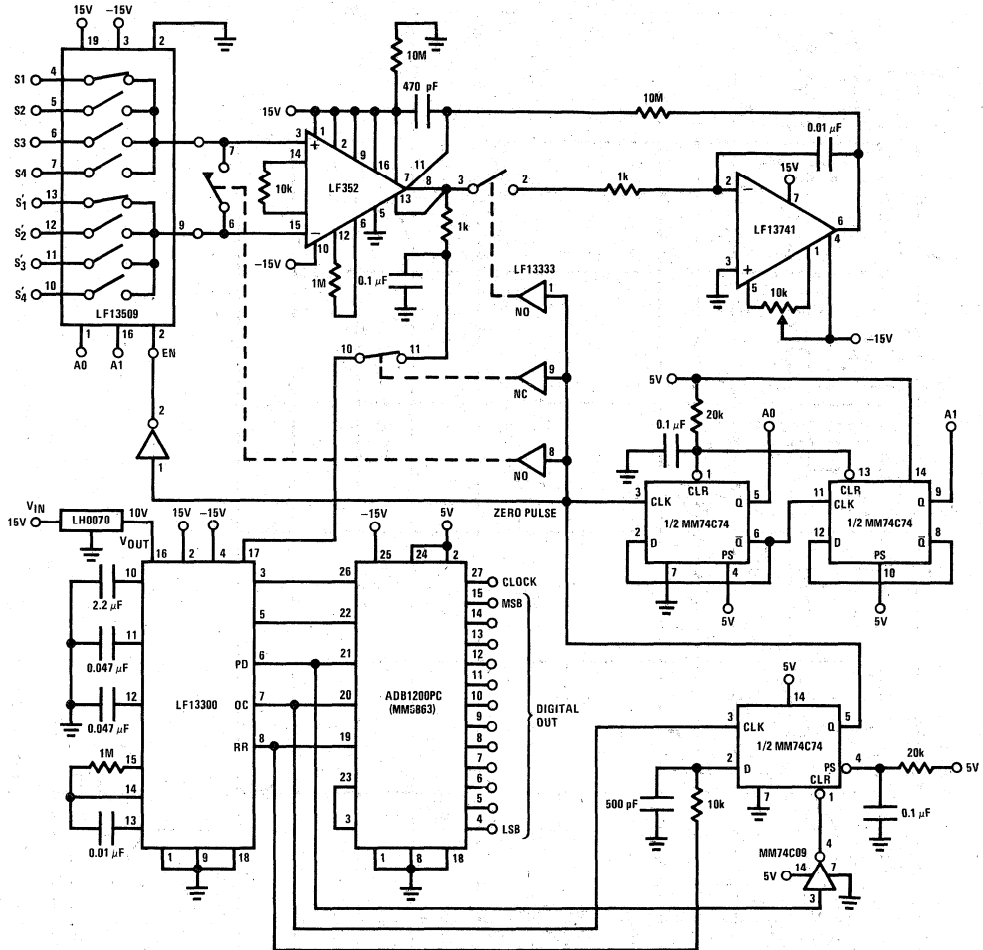 15V -15V
19 3 2
S1 4
S2 5
S3 6
S4 7
S'1 13
S'2 12
S'3 11
S'4 10
9
LF13509
1 16 2
A0 A1 EN
2
1
7
6
10M
470 pF
15V
3 1 2 9 16 11
+
14
10k
LF352
7
8
13
15
−
10 12 6 5
-15V
1M
0.1 μF
1k
3 2
LF13333
1
NO
10 11
9
NC
8
NO
10M
0.01 μF
1k
15V
2 − 7
LF13741
6
4
3 + 1
5
10k
-15V
5V
20k
0.1 μF
A0 A1
1 13 14
CLR CLR
3 CLK Q 5
11 CLK Q 9
1/2 MM74C74
1/2 MM74C74
2 D Q̄ 6
12 D Q̄ 8
PS PS
7 4 10
5V 5V
ZERO PULSE
VIN
15V LH0070 10V
VOUT
15V -15V
16 2 4 17
10
2.2 μF
11
0.047 μF
12
0.047 μF
15
1M
14
13
0.01 μF
LF13300
3
5
PD 6
OC 7
RR 8
1 9 18
-15V 5V
25 24 2
26
22
21
20
19
23
3
ADB1200PC
(MM5863)
27 CLOCK
15 MSB
14
13
12
11
10
9
8
7
6
5
4 LSB
DIGITAL
OUT
1 8 18
5V
14
3 CLK Q 5
1/2 MM74C74
2 D PS 4
CLR
7 1
20k
5V
0.1 μF
500 pF
10k
MM74C09
4
5V 14 7
3